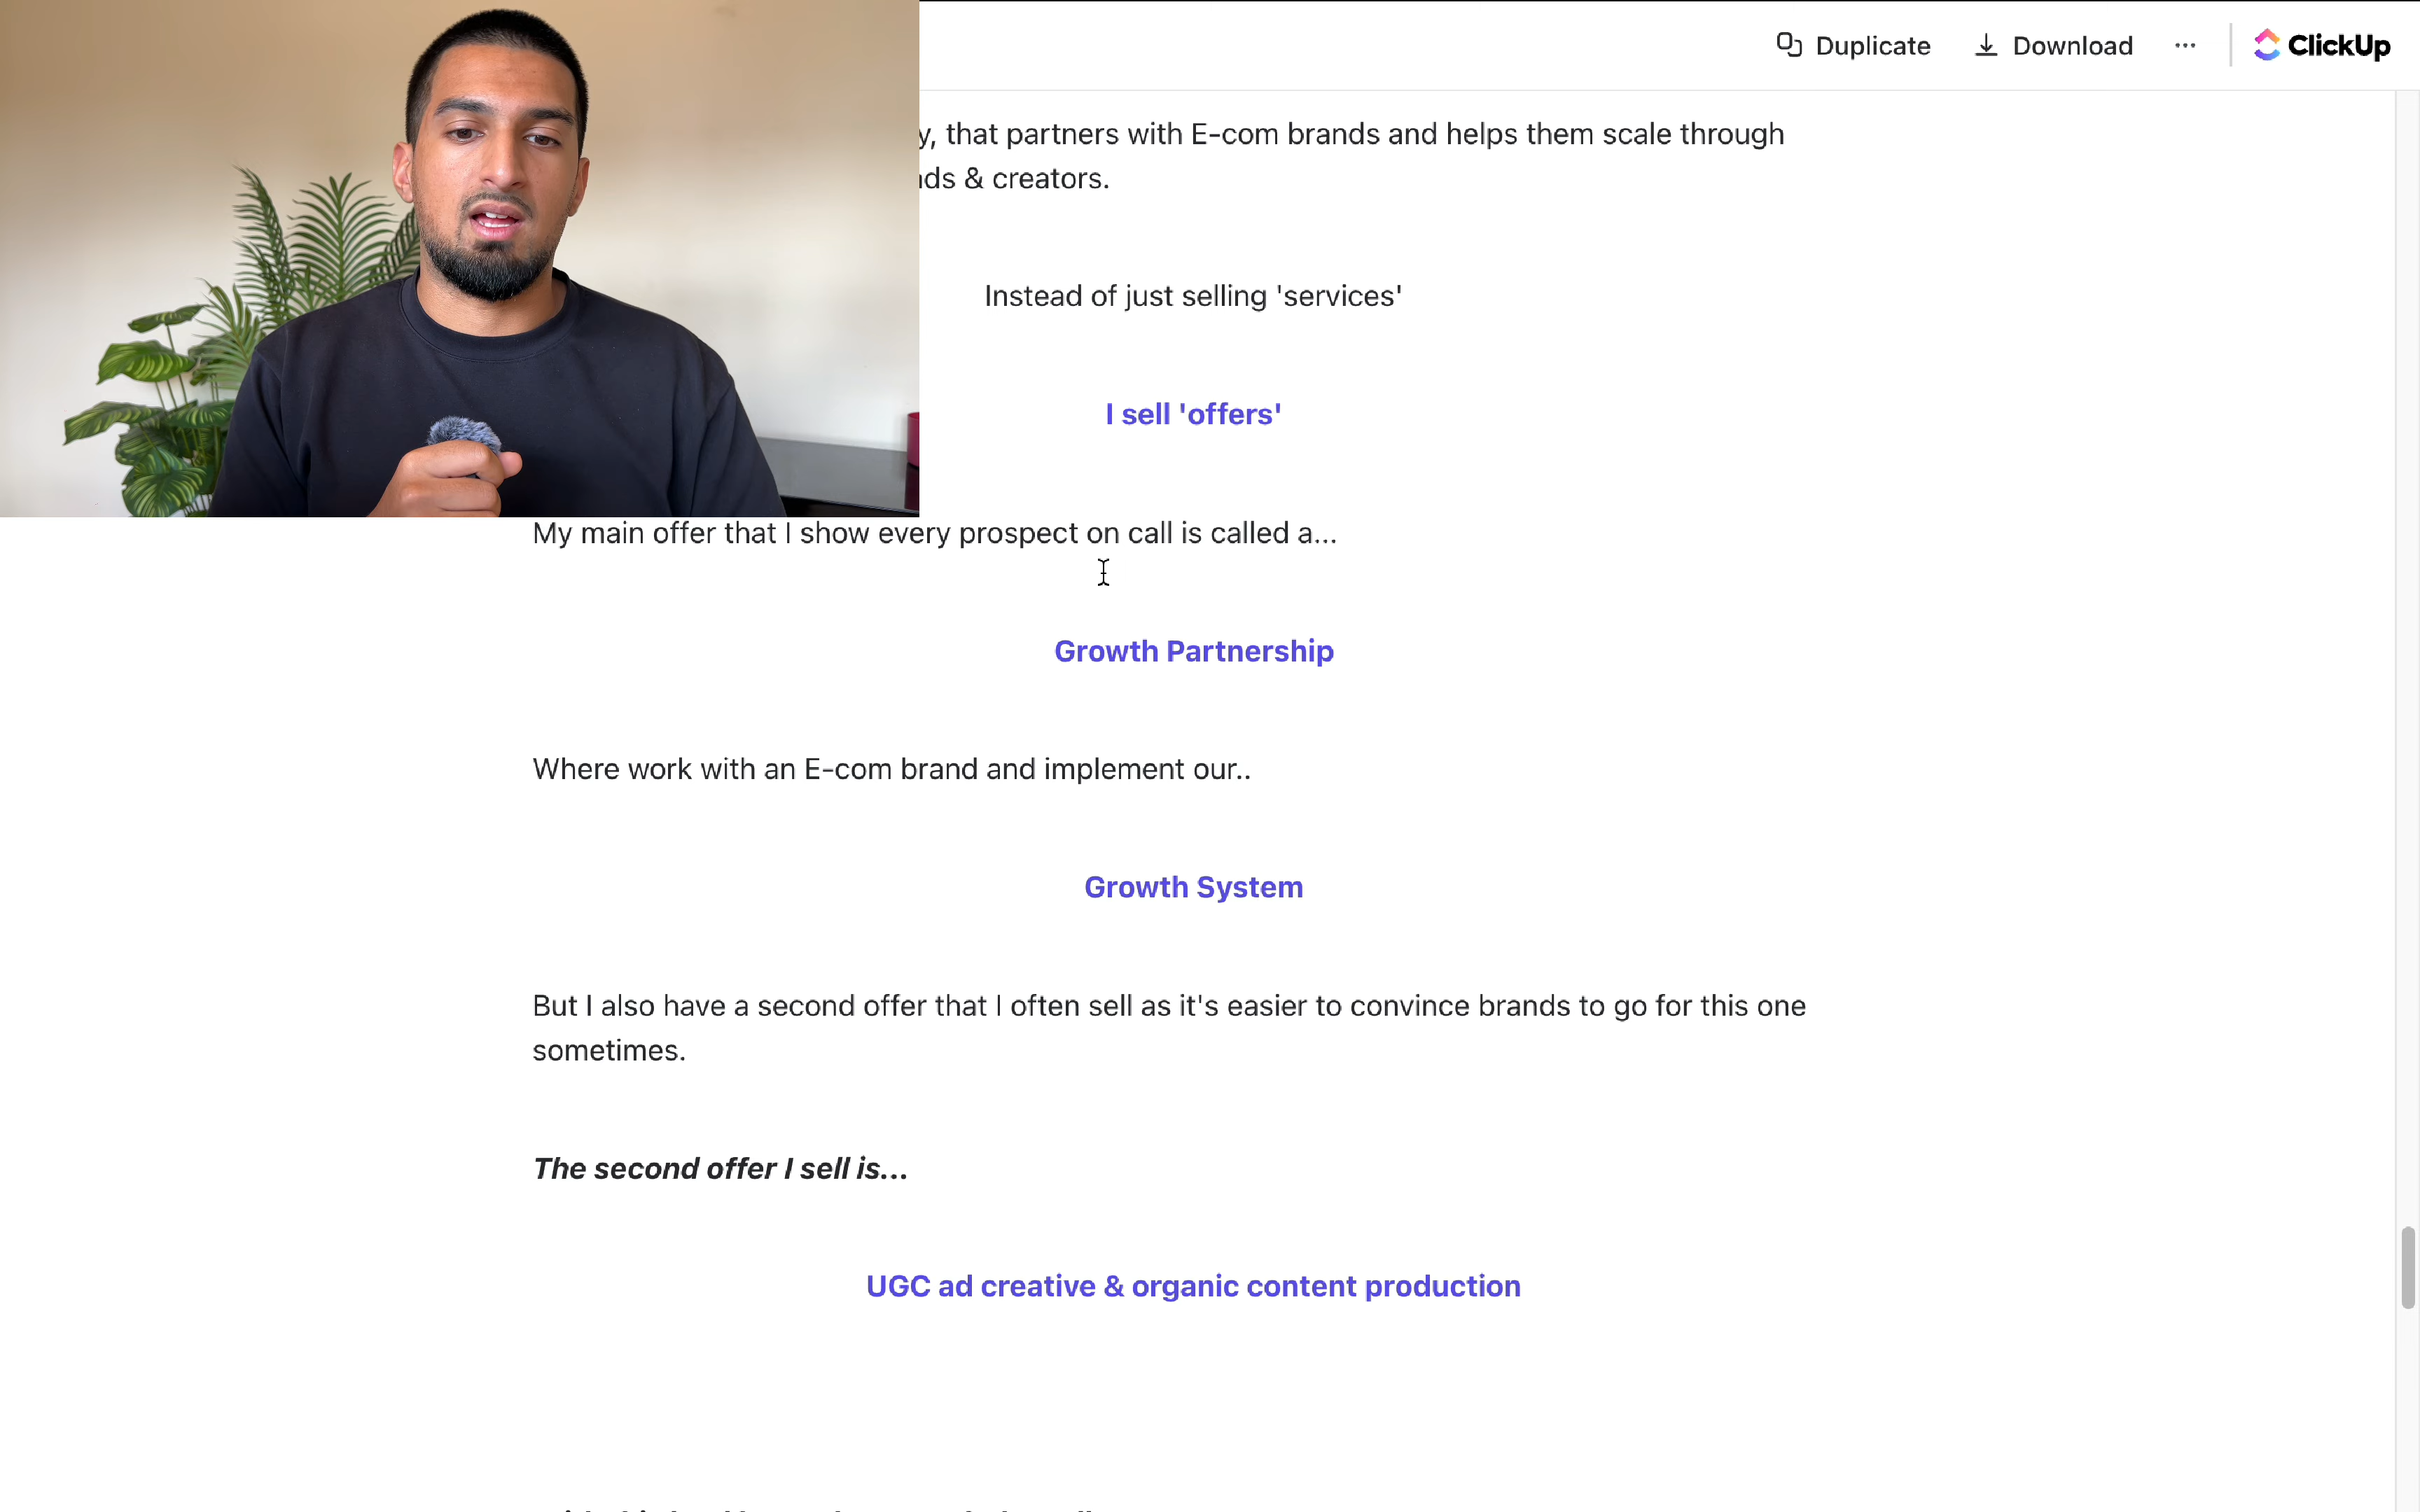 Duplicate
Download
ClickUp
that partners with E-com brands and helps them scale through
& creators.
Instead of just selling 'services'
I sell 'offers'
My main offer that I show every prospect on call is called a...
Growth Partnership
Where work with an E-com brand and implement our..
Growth System
But I also have a second offer that I often sell as it's easier to convince brands to go for this one
sometimes.
The second offer I sell is...
UGC ad creative & organic content production